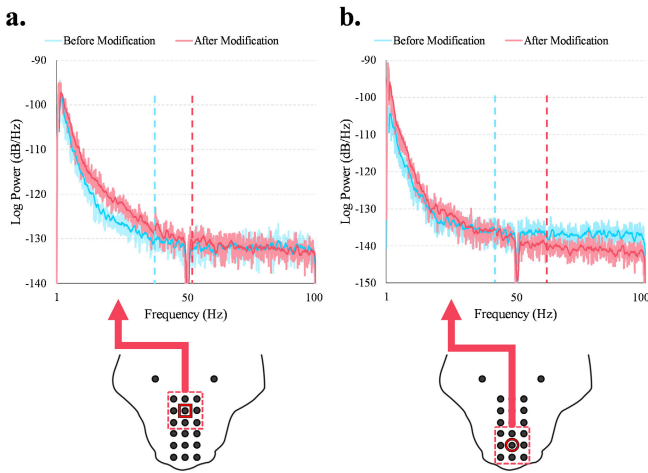 a.
Before Modification After Modification
-90
-100
-110
-120
-130
-140
Log Power (dB/Hz)
1 50 100
Frequency (Hz)
b.
Before Modification After Modification
-90
-100
-110
-120
-130
-140
-150
Log Power (dB/Hz)
1 50 100
Frequency (Hz)